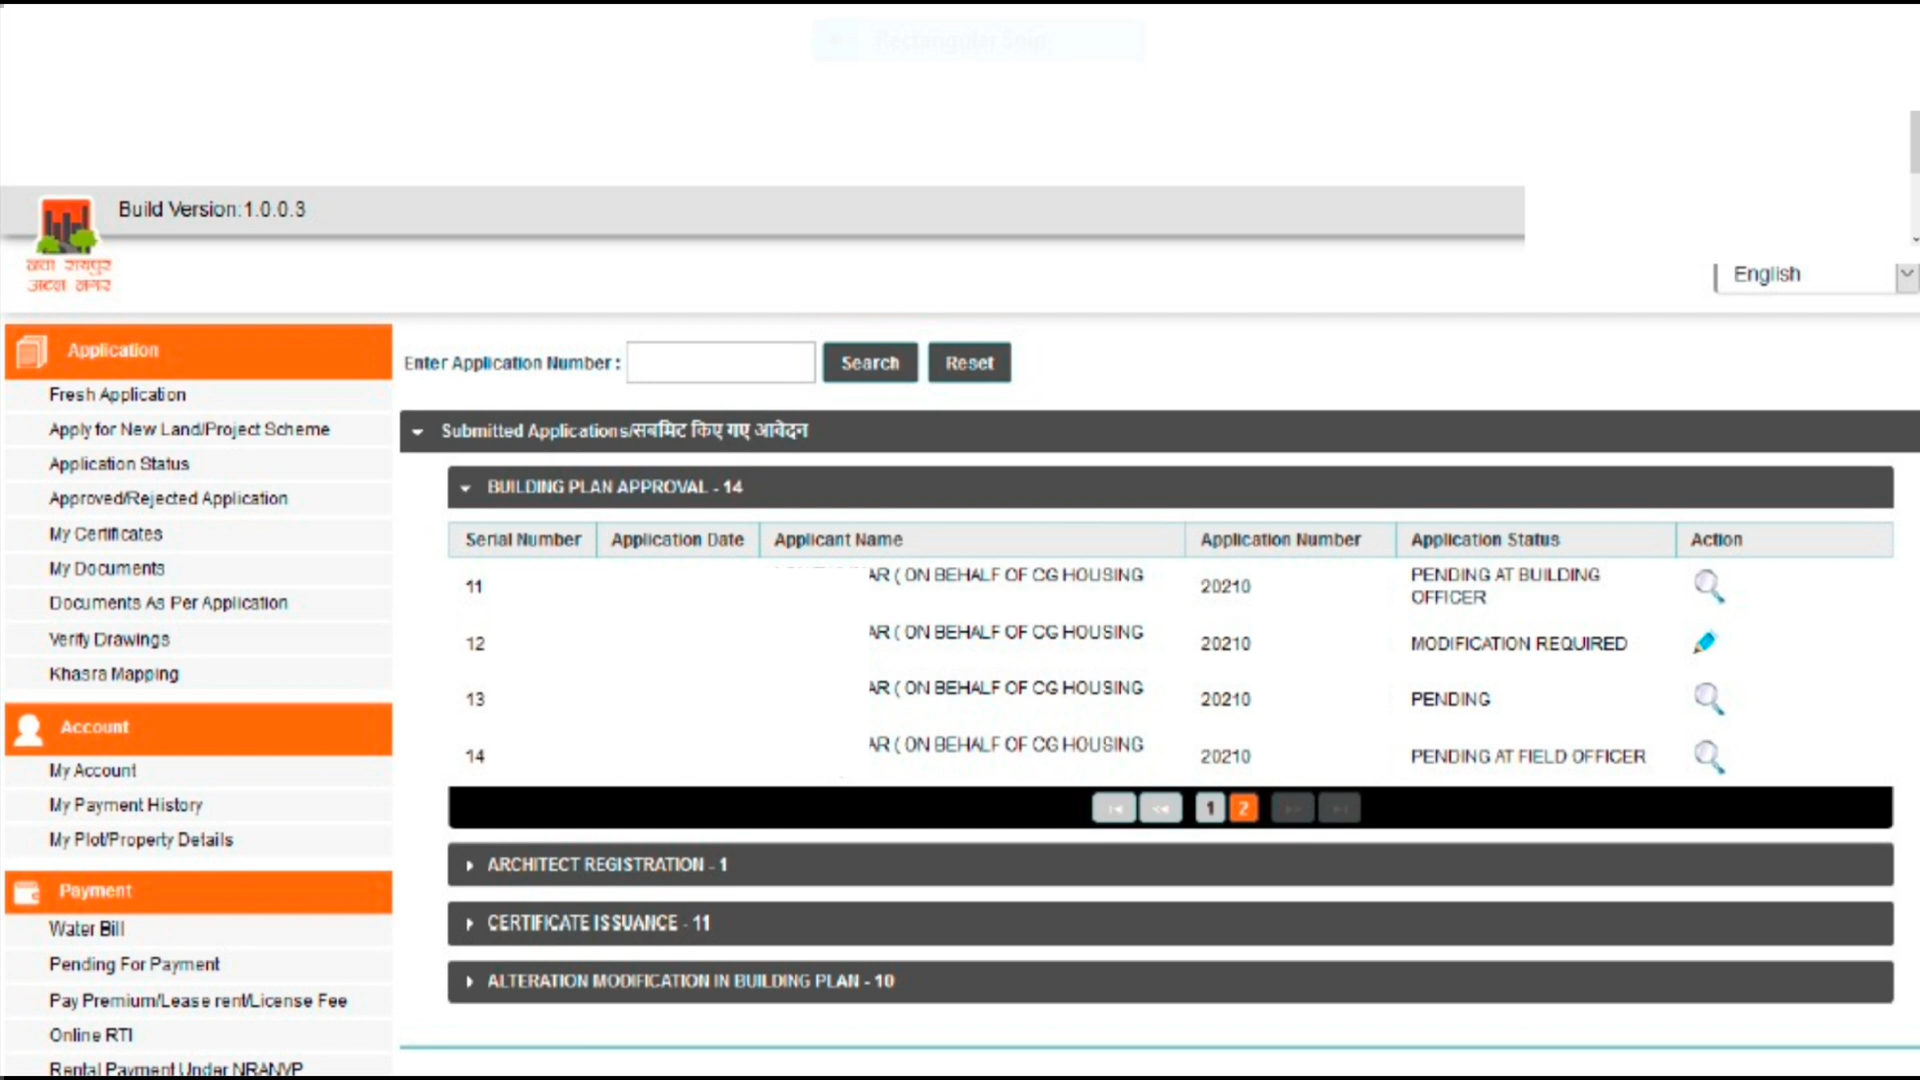 Rectangular Snip
Build Version:1.0.0.3
नवा रायपुर
अटल नगर
English
Application
Fresh Application
Apply for New Land/Project Scheme
Application Status
Approved/Rejected Application
My Certificates
My Documents
Documents As Per Application
Verify Drawings
Khasra Mapping
Account
My Account
My Payment History
My Plot/Property Details
Payment
Water Bill
Pending For Payment
Pay Premium/Lease rent/License Fee
Online RTI
Rental Payment Under NRANVP
Enter Application Number : Search Reset
Submitted Applications/सबमिट किए गए आवेदन
BUILDING PLAN APPROVAL - 14
Serial Number Application Date Applicant Name Application Number Application Status Action
11 AR ( ON BEHALF OF CG HOUSING 20210 PENDING AT BUILDING
OFFICER
12 AR ( ON BEHALF OF CG HOUSING 20210 MODIFICATION REQUIRED
13 AR ( ON BEHALF OF CG HOUSING 20210 PENDING
14 AR ( ON BEHALF OF CG HOUSING 20210 PENDING AT FIELD OFFICER
1 2
ARCHITECT REGISTRATION - 1
CERTIFICATE ISSUANCE - 11
ALTERATION MODIFICATION IN BUILDING PLAN - 10